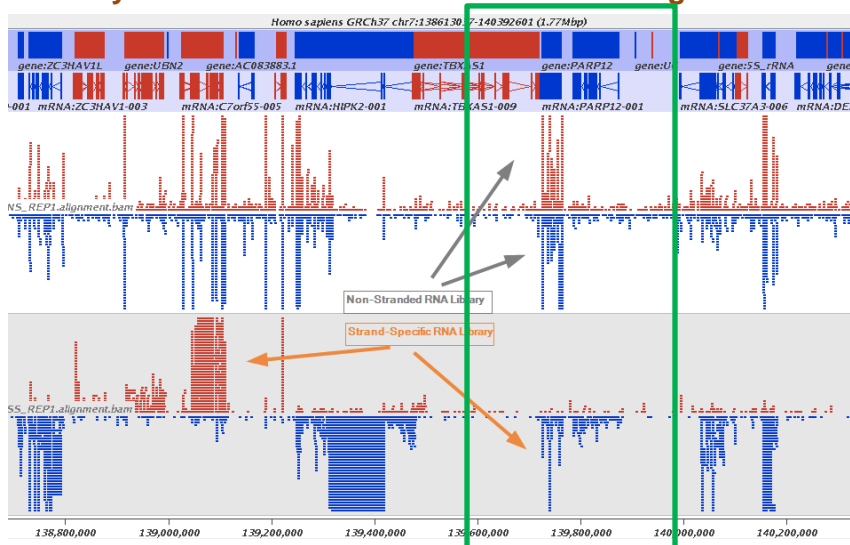 Homo sapiens GRCh37 chr7:138613037-140392601 (1.77Mbp)
gene:ZC3HAV1L gene:UBN2 gene:AC083883.1 gene:TBXAS1 gene:PARP12 gene:5S_rRNA
-001 mRNA:ZC3HAV1-003 mRNA:C7orf55-005 mRNA:HIPK2-001 mRNA:TBXAS1-009 mRNA:PARP12-001 mRNA:SLC37A3-006 mRNA:DE
NS_REP1.alignment.bam
Non-Stranded RNA Library
Strand-Specific RNA Library
SS_REP1.alignment.bam
138,800,000 139,000,000 139,200,000 139,400,000 139,600,000 139,800,000 140,000,000 140,200,000